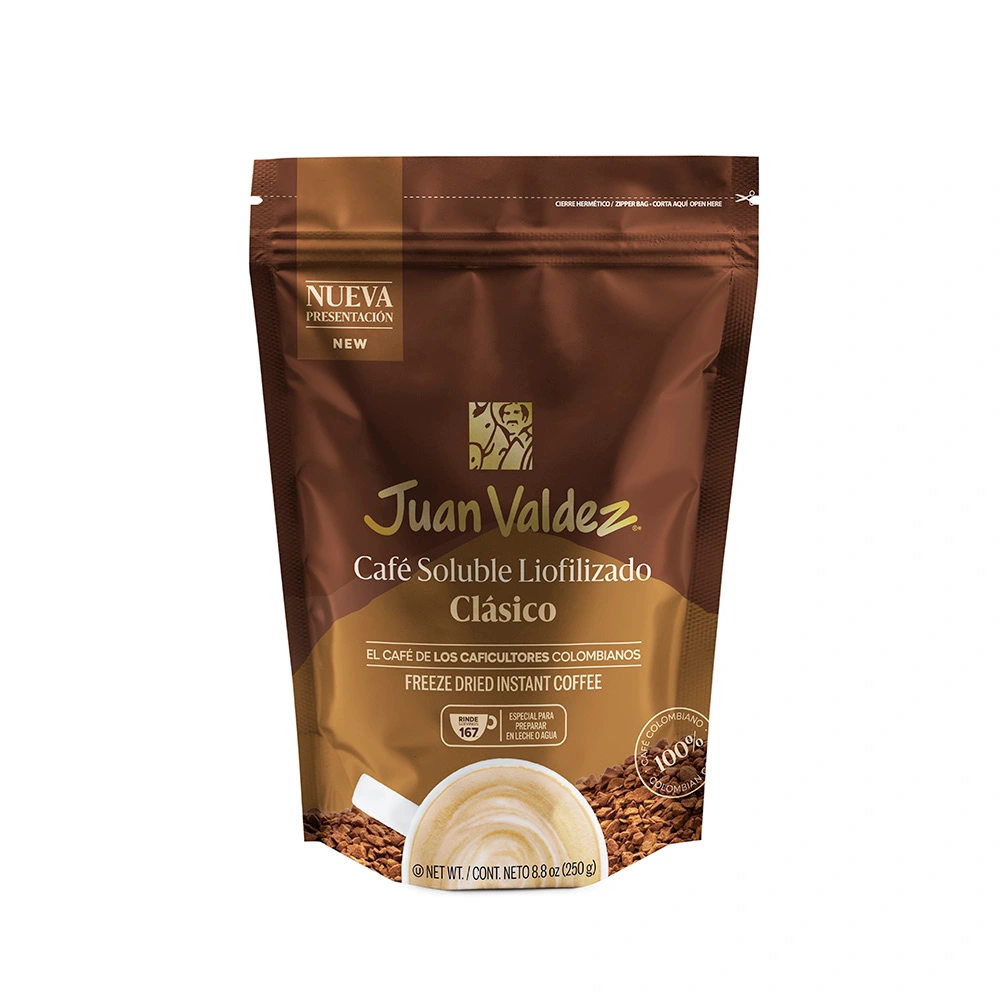 CIERRE HERMÉTICO / ZIPPER BAG - CORTA AQUÍ OPEN HERE
NUEVA
PRESENTACIÓN
NEW
Juan Valdez
Café Soluble Liofilizado
Clásico
EL CAFÉ DE LOS CAFICULTORES COLOMBIANOS
FREEZE DRIED INSTANT COFFEE
RINDE
167
ESPECIAL PARA
PREPARAR
EN LECHE O AGUA
CAFÉ COLOMBIANO
100%
COLOMBIAN
U NET WT. / CONT. NETO 8.8 oz (250 g)